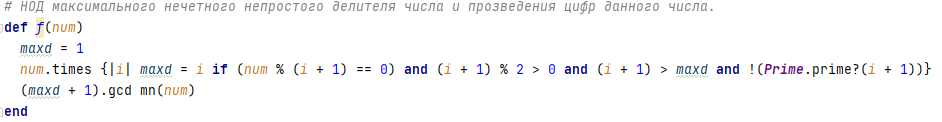 # НОД максимального нечетного непростого делителя числа и прозведения цифр данного числа.
def f(num)
  maxd = 1
  num.times {|i| maxd = i if (num % (i + 1) == 0) and (i + 1) % 2 > 0 and (i + 1) > maxd and !(Prime.prime?(i + 1))}
  (maxd + 1).gcd mn(num)
end